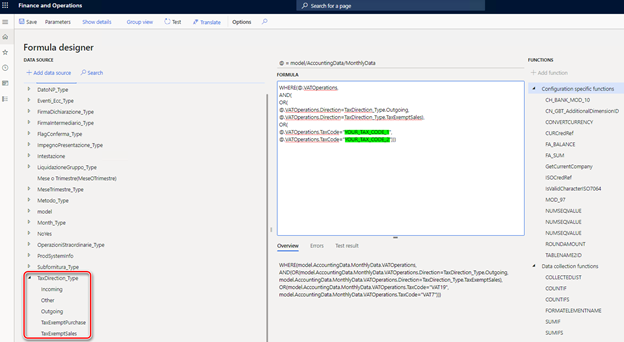 Finance and Operations
Search for a page
Save Parameters Show details Group view Test Translate Options
Formula designer
DATA SOURCE
+ Add data source Search
DatoNP_Type
Eventi_Ecc_Type
FirmaDichiarazione_Type
FirmaIntermediario_Type
FlagConferma_Type
ImpegnoPresentazione_Type
Intestazione
LiquidazioneGruppo_Type
Mese o Trimestre(MeseOTrimestre)
MeseTrimestre_Type
Metodo_Type
model
Month_Type
NoYes
OperazioniStraordinarie_Type
ProdSystemInfo
Subfornitura_Type
TaxDirection_Type
Incoming
Other
Outgoing
TaxExemptPurchase
TaxExemptSales
@ = model/AccountingData/MonthlyData
FORMULA
WHERE(@.VATOperations,
AND(
OR(
@.VATOperations.Direction=TaxDirection_Type.Outgoing,
@.VATOperations.Direction=TaxDirection_Type.TaxExemptSales),
OR(
@.VATOperations.TaxCode="YOUR_TAX_CODE_1"
@.VATOperations.TaxCode="YOUR_TAX_CODE_2")))
Overview Errors Test result
WHERE(model.AccountingData.MonthlyData.VATOperations,
AND(OR(model.AccountingData.MonthlyData.VATOperations.Direction=TaxDirection_Type.Outgoing,
model.AccountingData.MonthlyData.VATOperations.Direction=TaxDirection_Type.TaxExemptSales),
OR(model.AccountingData.MonthlyData.VATOperations.TaxCode="VAT19",
model.AccountingData.MonthlyData.VATOperations.TaxCode="VAT7")))
FUNCTIONS
+ Add function
Configuration specific functions
CH_BANK_MOD_10
CN_GBT_AdditionalDimensionID
CONVERTCURRENCY
CURCredRef
FA_BALANCE
FA_SUM
GetCurrentCompany
ISOCredRef
IsValidCharacterISO7064
MOD_97
NUMSEQVALUE
NUMSEQVALUE
NUMSEQVALUE
ROUNDAMOUNT
TABLENAME2ID
Data collection functions
COLLECTEDLIST
COUNTIF
COUNTIFS
FORMATELEMENTNAME
SUMIF
SUMIFS